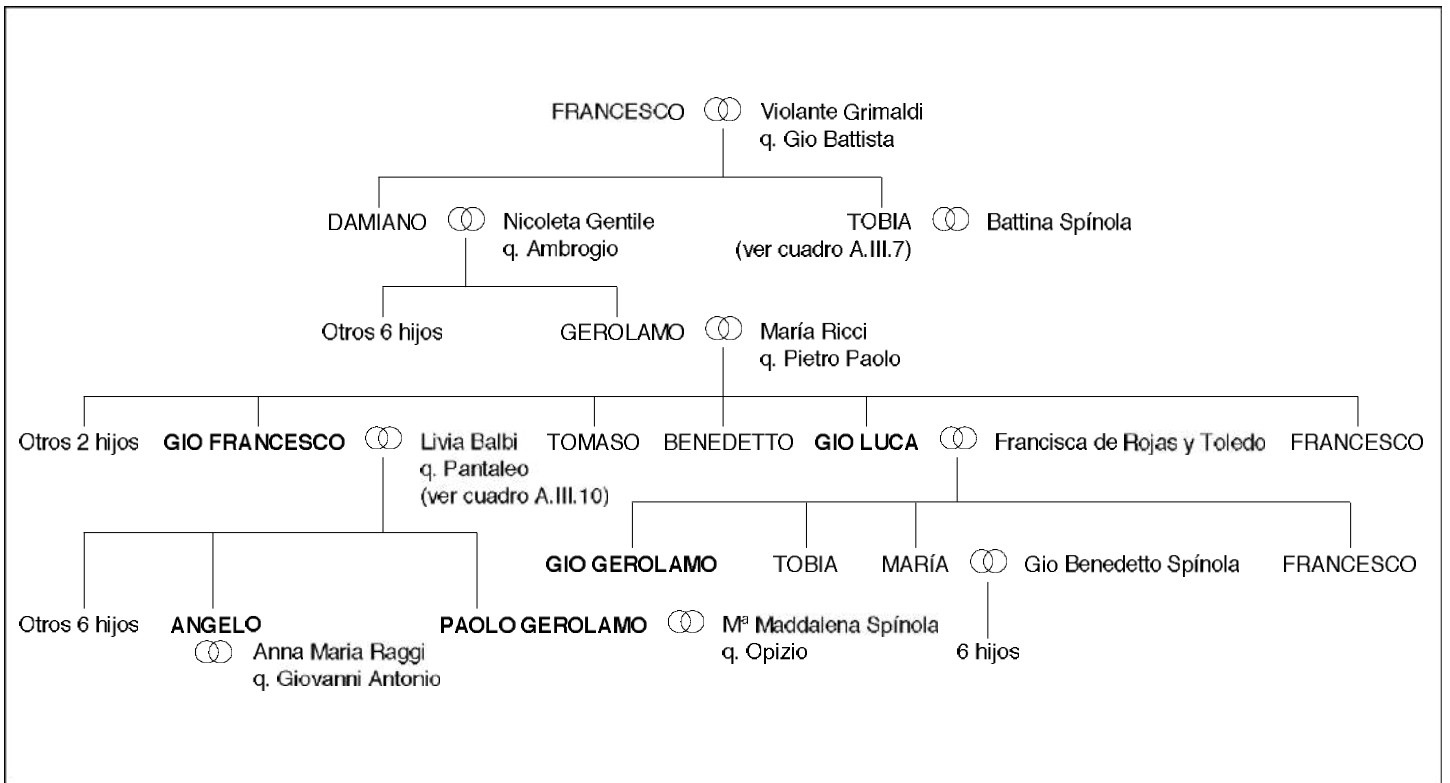 FRANCESCO Violante Grimaldi
q. Gio Battista
DAMIANO Nicoleta Gentile TOBIA Battina Spínola
q. Ambrogio (ver cuadro A.III.7)
Otros 6 hijos GEROLAMO María Ricci
q. Pietro Paolo
Otros 2 hijos GIO FRANCESCO Livia Balbi TOMASO BENEDETTO GIO LUCA Francisca de Rojas y Toledo FRANCESCO
q. Pantaleo
(ver cuadro A.III.10)
GIO GEROLAMO TOBIA MARÍA Gio Benedetto Spínola FRANCESCO
Otros 6 hijos ANGELO PAOLO GEROLAMO Mª Maddalena Spínola
Anna Maria Raggi q. Opizio 6 hijos
q. Giovanni Antonio